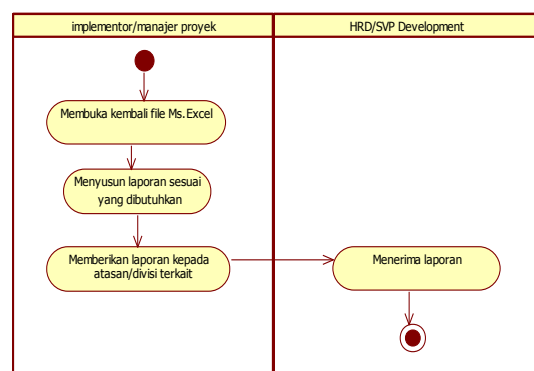 implementor/manajer proyek
HRD/SVP Development
Membuka kembali file Ms.Excel
Menyusun laporan sesuai
yang dibutuhkan
Memberikan laporan kepada
atasan/divisi terkait
Menerima laporan